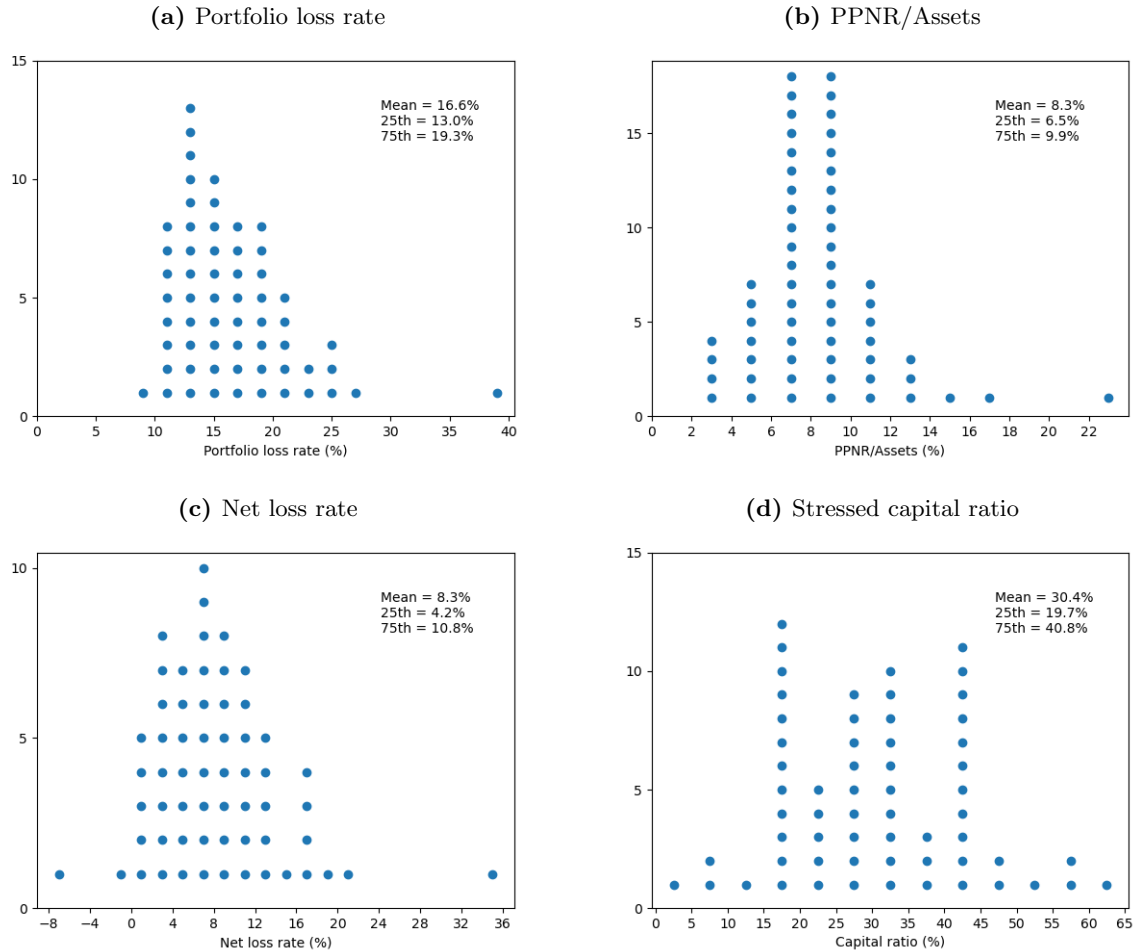 (a) Portfolio loss rate
15
10
5
0
Mean = 16.6%
25th = 13.0%
75th = 19.3%
0 5 10 15 20 25 30 35 40
Portfolio loss rate (%)
(b) PPNR/Assets
15
10
5
0
Mean = 8.3%
25th = 6.5%
75th = 9.9%
0 2 4 6 8 10 12 14 16 18 20 22
PPNR/Assets (%)
(c) Net loss rate
10
5
0
Mean = 8.3%
25th = 4.2%
75th = 10.8%
−8 −4 0 4 8 12 16 20 24 28 32 36
Net loss rate (%)
(d) Stressed capital ratio
15
10
5
0
Mean = 30.4%
25th = 19.7%
75th = 40.8%
0 5 10 15 20 25 30 35 40 45 50 55 60 65
Capital ratio (%)